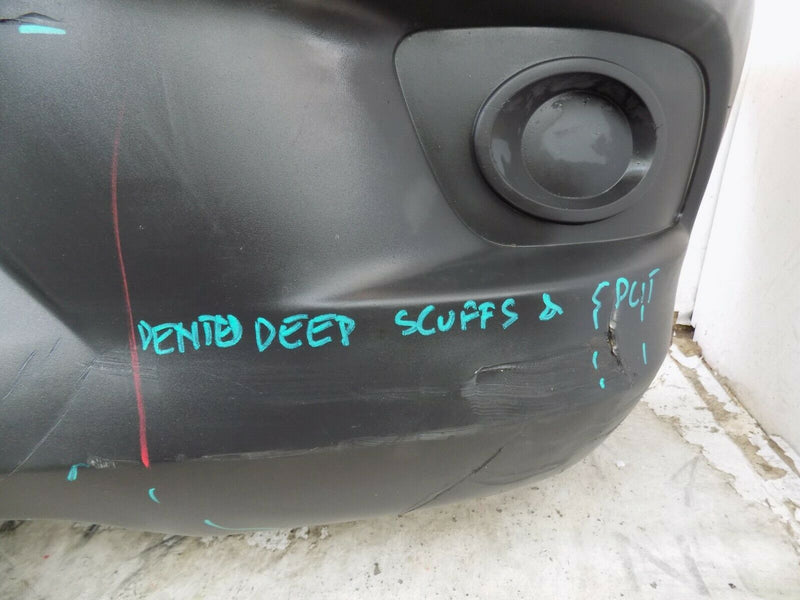 DENTED DEEP SCUFFS & SPLIT